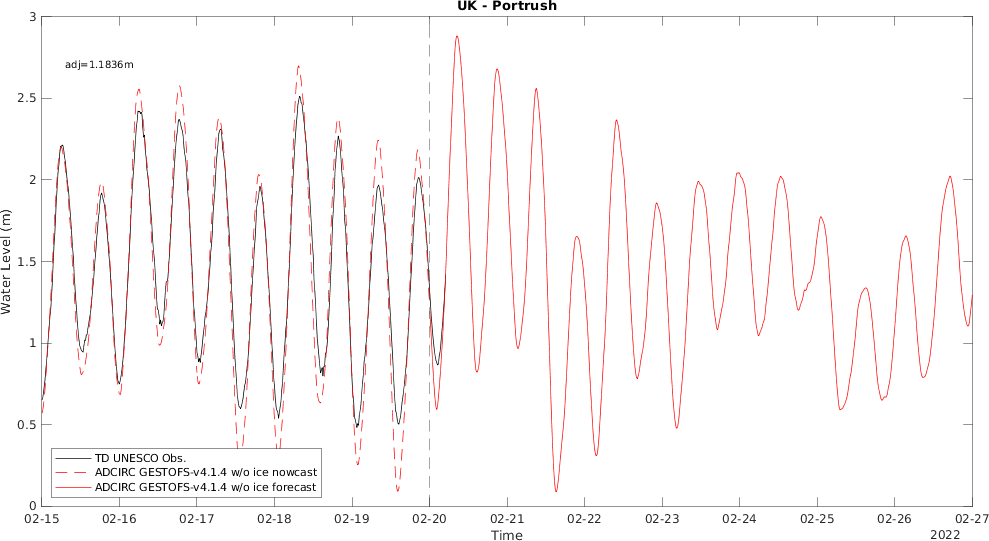 UK - Portrush
3
adj=1.1836m
2.5
2
Water Level (m)
1.5
1
0.5
0
TD UNESCO Obs.
ADCIRC GESTOFS-v4.1.4 w/o ice nowcast
ADCIRC GESTOFS-v4.1.4 w/o ice forecast
02-15 02-16 02-17 02-18 02-19 02-20 02-21 02-22 02-23 02-24 02-25 02-26 02-27
Time
2022